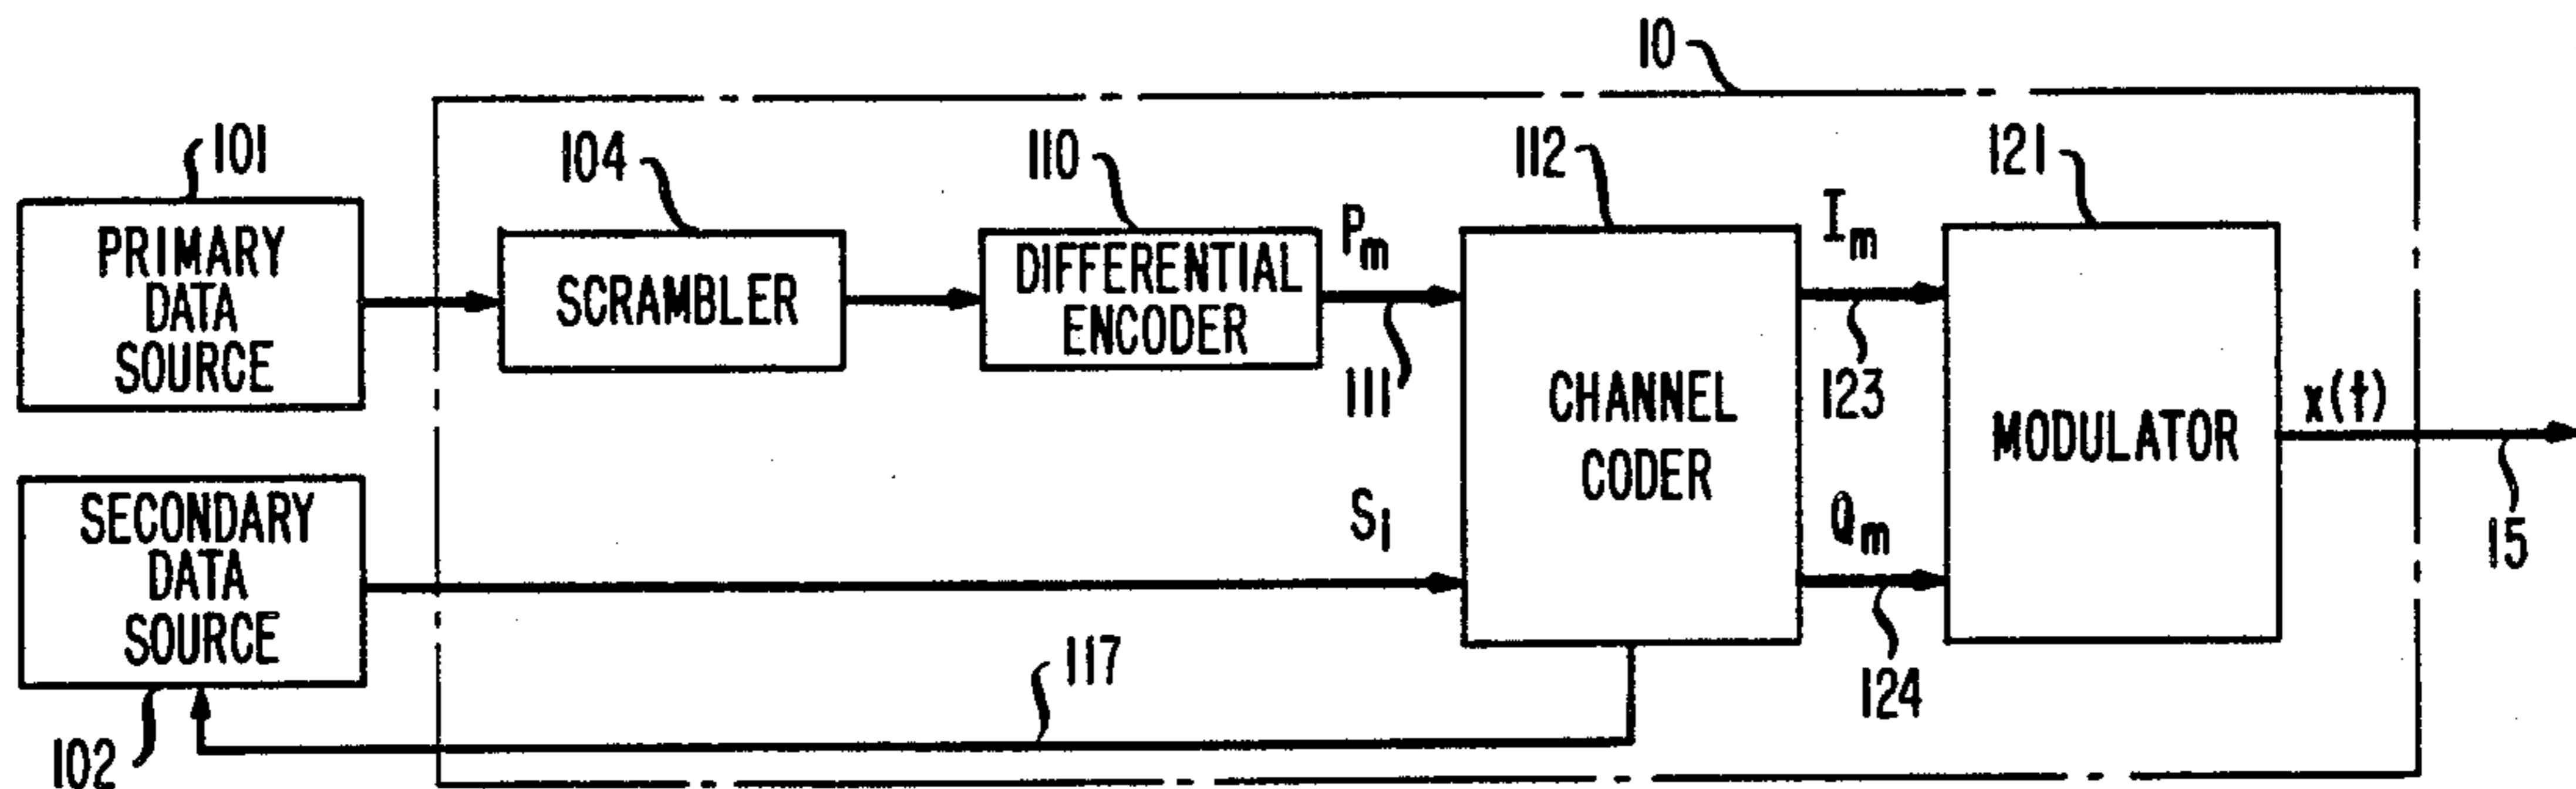 10
101
104
110
112
121
PRIMARY
DATA
SOURCE
SCRAMBLER
DIFFERENTIAL
ENCODER
Pm
111
CHANNEL
CODER
Im
123
MODULATOR
x(t)
15
SECONDARY
DATA
SOURCE
102
Si
Qm
124
117